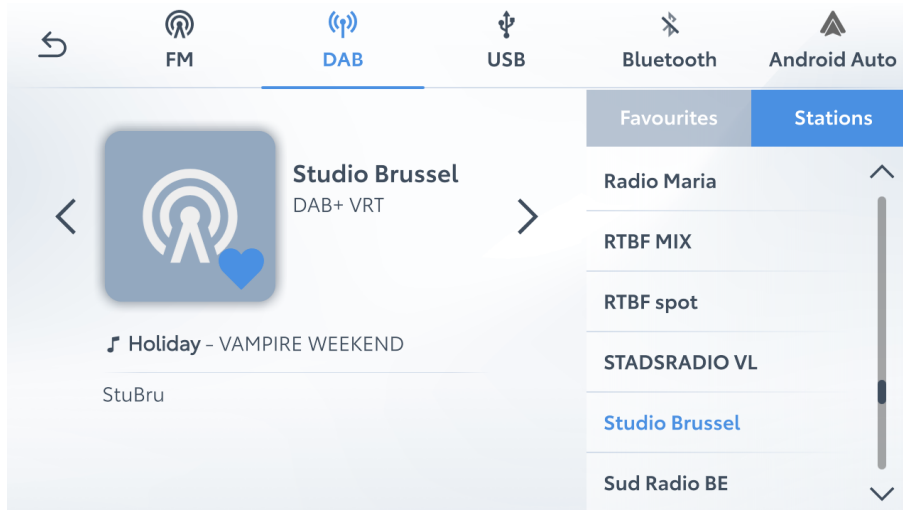 FM
DAB
USB
Bluetooth
Android Auto
Favourites
Stations
Studio Brussel
DAB+ VRT
Holiday - VAMPIRE WEEKEND
StuBru
Radio Maria
RTBF MIX
RTBF spot
STADSRADIO VL
Studio Brussel
Sud Radio BE